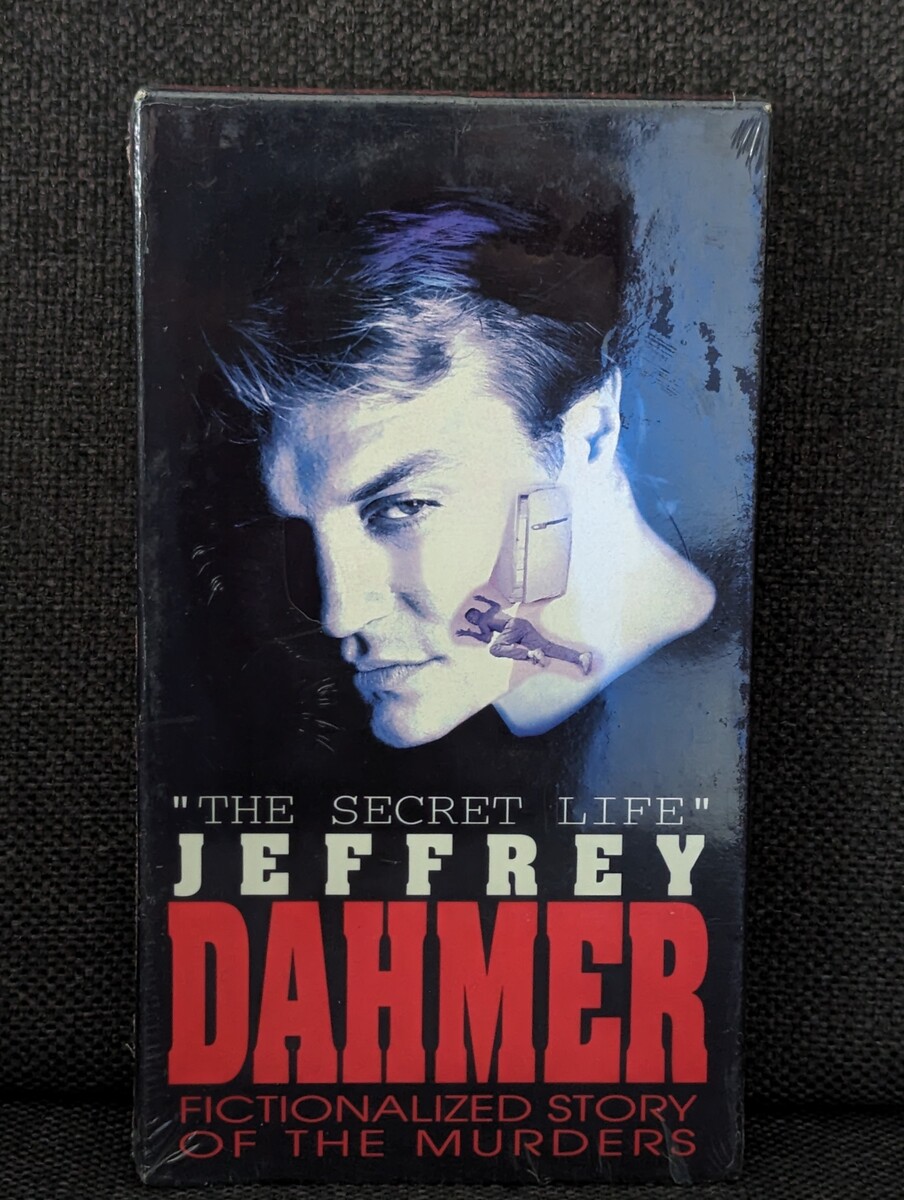 "THE SECRET LIFE"
JEFFREY
DAHMER
FICTIONALIZED STORY
OF THE MURDERS